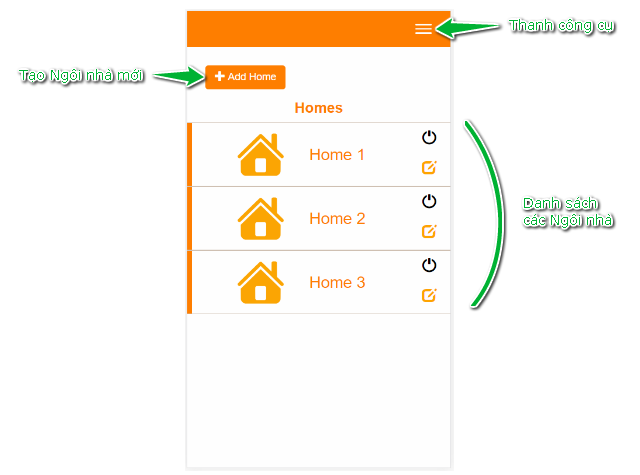 Thanh công cụ
Tạo Ngôi nhà mới
Add Home
Homes
Home 1
Home 2
Home 3
Danh sách
các Ngôi nhà